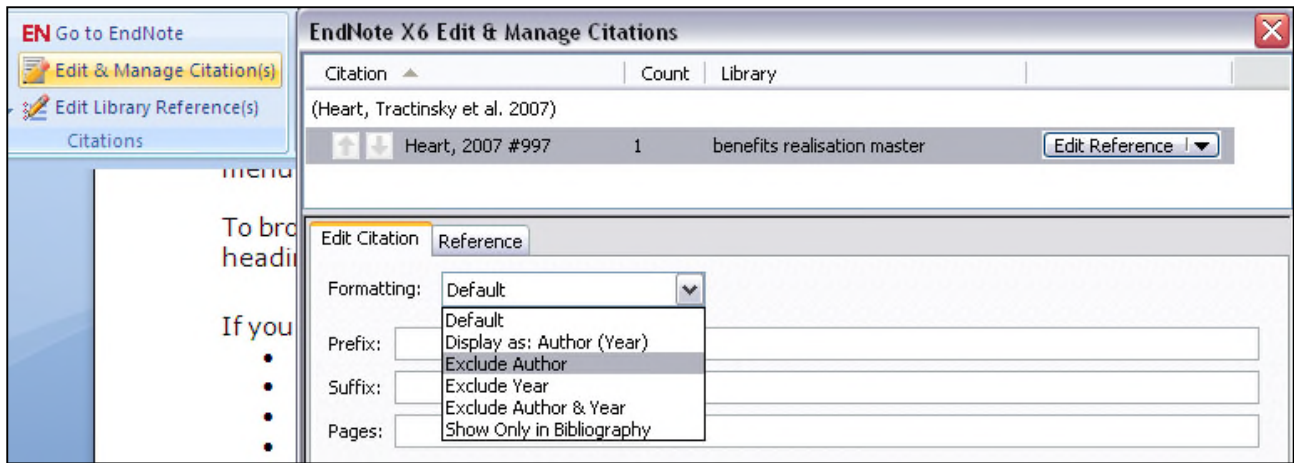 EN Go to EndNote
Edit & Manage Citation(s)
Edit Library Reference(s)
Citations
To bro
headi
If you
EndNote X6 Edit & Manage Citations
Citation Count Library
(Heart, Tractinsky et al. 2007)
Heart, 2007 #997 1 benefits realisation master Edit Reference
Edit Citation Reference
Formatting: Default
Default
Display as: Author (Year)
Exclude Author
Exclude Year
Exclude Author & Year
Show Only in Bibliography
Prefix:
Suffix:
Pages: